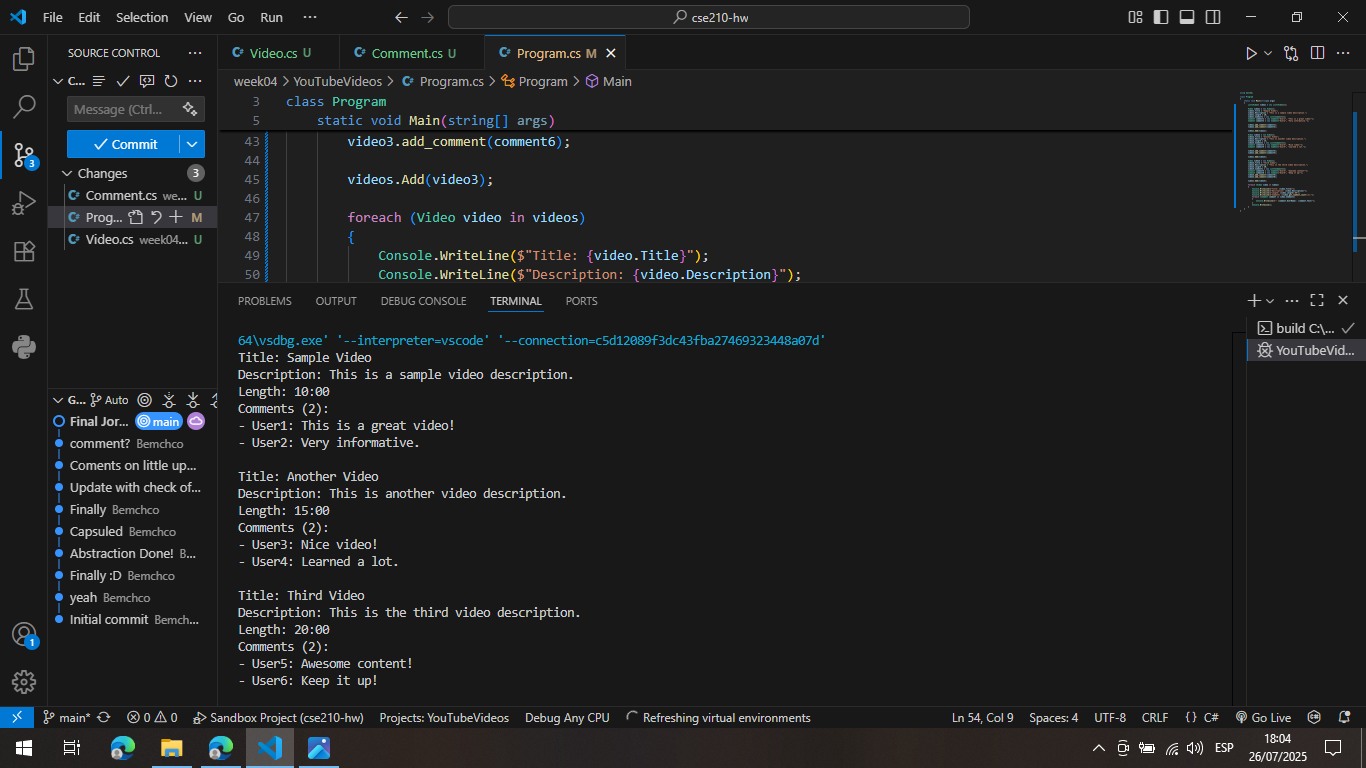 File Edit Selection View Go Run ··· cse210-hw
SOURCE CONTROL ···
C...
Message (Ctrl...
Commit
Changes 3
Comment.cs we... U
Prog... M
Video.cs week04... U
G... Auto
Final Jor... main
comment? Bemchco
Coments on little up...
Update with check of...
Finally Bemchco
Capsuled Bemchco
Abstraction Done! B...
Finally :D Bemchco
yeah Bemchco
Initial commit Bemch...
3
1
C# Video.cs U C# Comment.cs U C# Program.cs M
week04 > YouTubeVideos > C# Program.cs > Program > Main
3 class Program
5 static void Main(string[] args)
43 video3.add_comment(comment6);
44
45 videos.Add(video3);
46
47 foreach (Video video in videos)
48 {
49 Console.WriteLine($"Title: {video.Title}");
50 Console.WriteLine($"Description: {video.Description}");
PROBLEMS OUTPUT DEBUG CONSOLE TERMINAL PORTS
build C:\...
YouTubeVid...
64\vsdbg.exe' '--interpreter=vscode' '--connection=c5d12089f3dc43fba27469323448a07d'
Title: Sample Video
Description: This is a sample video description.
Length: 10:00
Comments (2):
- User1: This is a great video!
- User2: Very informative.
Title: Another Video
Description: This is another video description.
Length: 15:00
Comments (2):
- User3: Nice video!
- User4: Learned a lot.
Title: Third Video
Description: This is the third video description.
Length: 20:00
Comments (2):
- User5: Awesome content!
- User6: Keep it up!
main* 0 0 Sandbox Project (cse210-hw) Projects: YouTubeVideos Debug Any CPU Refreshing virtual environments Ln 54, Col 9 Spaces: 4 UTF-8 CRLF {} C# Go Live
ESP
18:04
26/07/2025